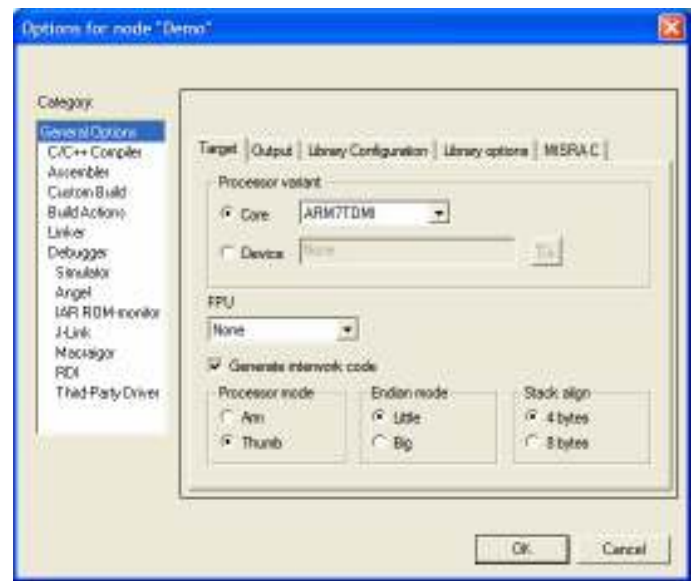 Options for node "Demo"
Category:
General Options
C/C++ Compiler
Assembler
Custom Build
Build Actions
Linker
Debugger
Simulator
Angel
IAR ROM-monitor
J-Link
Macraigor
RDI
Third-Party Driver
Target Output Library Configuration Library options MISRA C
Processor variant
Core ARM7TDMI
Device None
FPU
None
Generate interwork code
Processor mode
Arm
Thumb
Endian mode
Little
Big
Stack align
4 bytes
8 bytes
OK Cancel